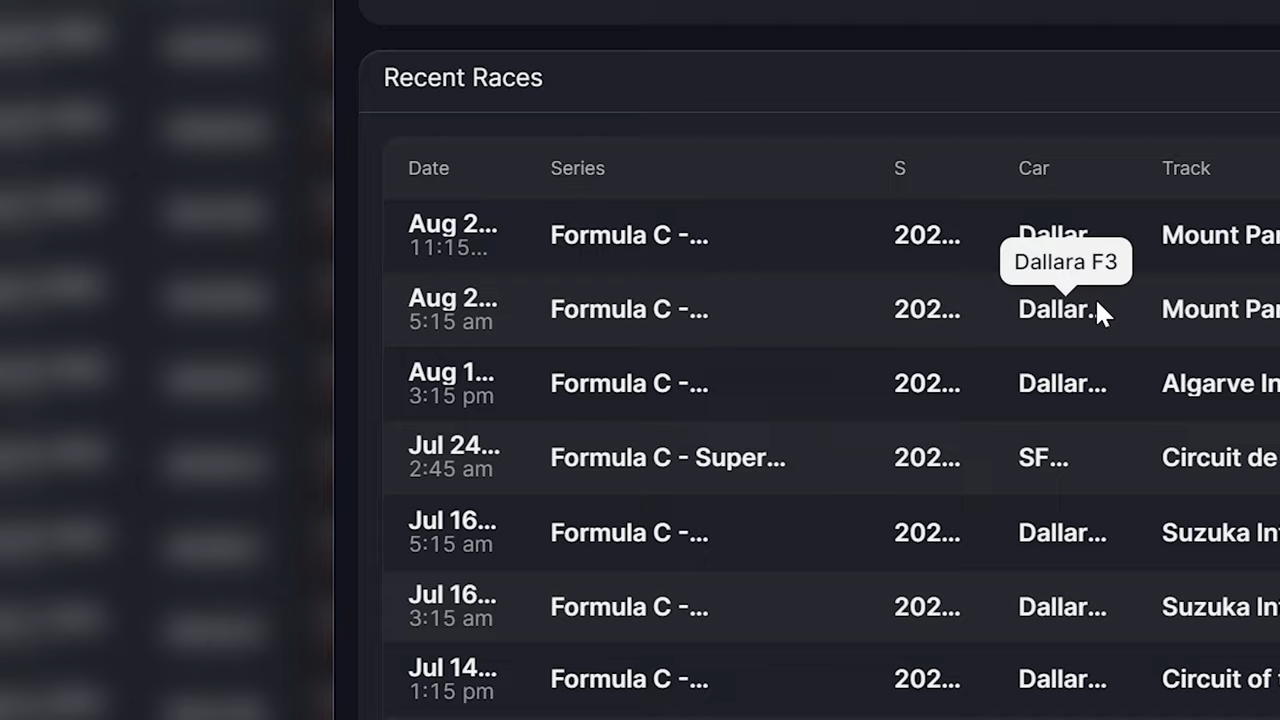 Recent Races
Date Series S Car Track
Aug 2... Formula C -... 202... Dallar... Mount Par
11:15...
Dallara F3
Aug 2... Formula C -... 202... Dallar... Mount Par
5:15 am
Aug 1... Formula C -... 202... Dallar... Algarve In
3:15 pm
Jul 24... Formula C - Super... 202... SF... Circuit de
2:45 am
Jul 16... Formula C -... 202... Dallar... Suzuka Int
5:15 am
Jul 16... Formula C -... 202... Dallar... Suzuka Int
3:15 am
Jul 14... Formula C -... 202... Dallar... Circuit of
1:15 pm